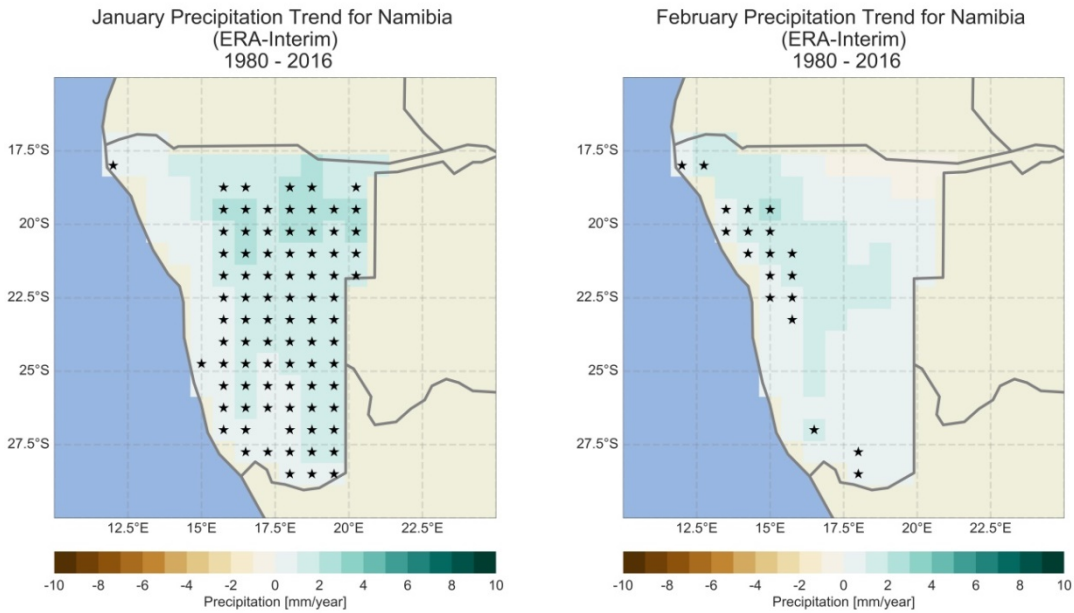 January Precipitation Trend for Namibia
(ERA-Interim)
1980 - 2016
17.5°S
20°S
22.5°S
25°S
27.5°S
12.5°E 15°E 17.5°E 20°E 22.5°E
-10 -8 -6 -4 -2 0 2 4 6 8 10
Precipitation [mm/year]
February Precipitation Trend for Namibia
(ERA-Interim)
1980 - 2016
17.5°S
20°S
22.5°S
25°S
27.5°S
12.5°E 15°E 17.5°E 20°E 22.5°E
-10 -8 -6 -4 -2 0 2 4 6 8 10
Precipitation [mm/year]